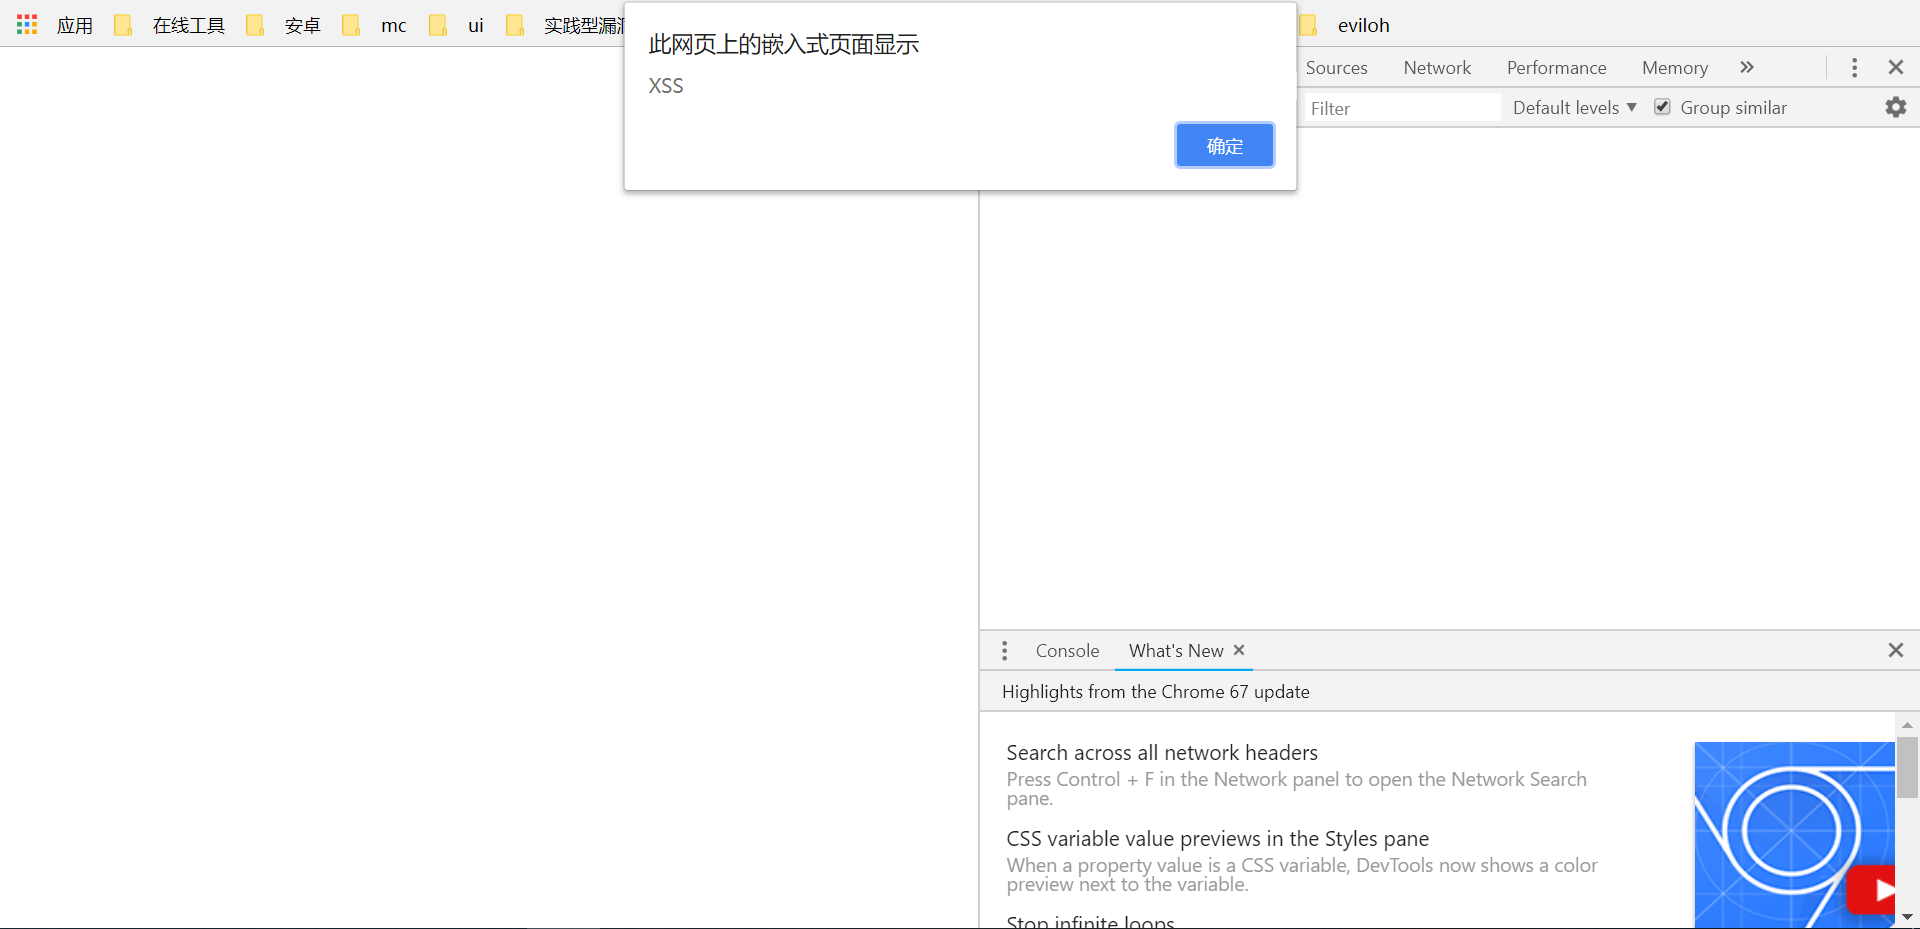 应用 在线工具 安卓 mc ui 实践型漏洞 eviloh
此网页上的嵌入式页面显示
XSS
确定
Sources Network Performance Memory
Filter Default levels Group similar
Console What's New
Highlights from the Chrome 67 update
Search across all network headers
Press Control + F in the Network panel to open the Network Search
pane.
CSS variable value previews in the Styles pane
When a property value is a CSS variable, DevTools now shows a color
preview next to the variable.
Stop infinite loops